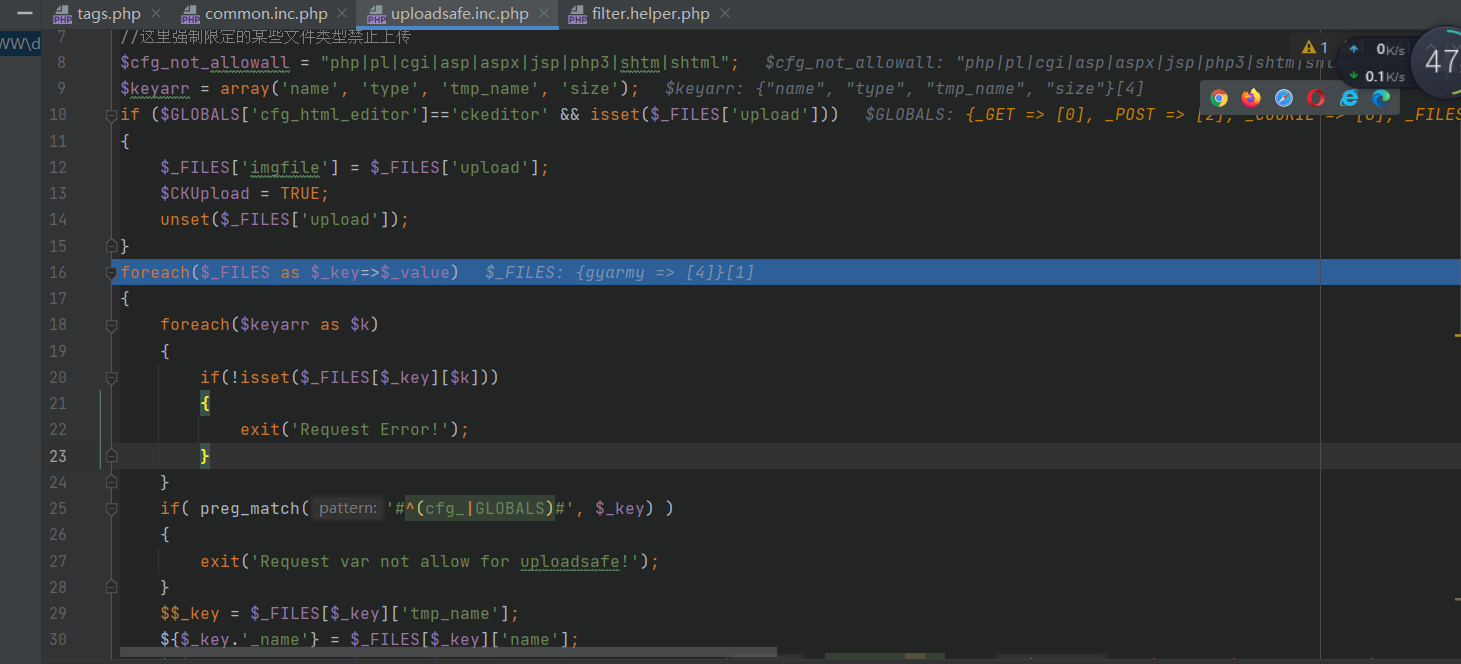 tags.php
common.inc.php
uploadsafe.inc.php
filter.helper.php
WW\d
7 //这里强制限定的某些文件类型禁止上传
8 $cfg_not_allowall = "php|pl|cgi|asp|aspx|jsp|php3|shtm|shtml"; $cfg_not_allowall: "php|pl|cgi|asp|aspx|jsp|php3|shtm|shtml
1
0K/s
0.1K/s
47
9 $keyarr = array('name', 'type', 'tmp_name', 'size'); $keyarr: {"name", "type", "tmp_name", "size"}[4]
10 if ($GLOBALS['cfg_html_editor']=='ckeditor' && isset($_FILES['upload'])) $GLOBALS: {_GET => [0], _POST => [2], _COOKIE => [6], _FILES
11 {
12 $_FILES['imgfile'] = $_FILES['upload'];
13 $CKUpload = TRUE;
14 unset($_FILES['upload']);
15 }
16 foreach($_FILES as $_key=>$_value) $_FILES: {gyarmy => [4]}[1]
17 {
18 foreach($keyarr as $k)
19 {
20 if(!isset($_FILES[$_key][$k]))
21 {
22 exit('Request Error!');
23 }
24 }
25 if( preg_match( pattern: '#^(cfg_|GLOBALS)#', $_key) )
26 {
27 exit('Request var not allow for uploadsafe!');
28 }
29 $$_key = $_FILES[$_key]['tmp_name'];
30 ${$_key.'_name'} = $_FILES[$_key]['name'];